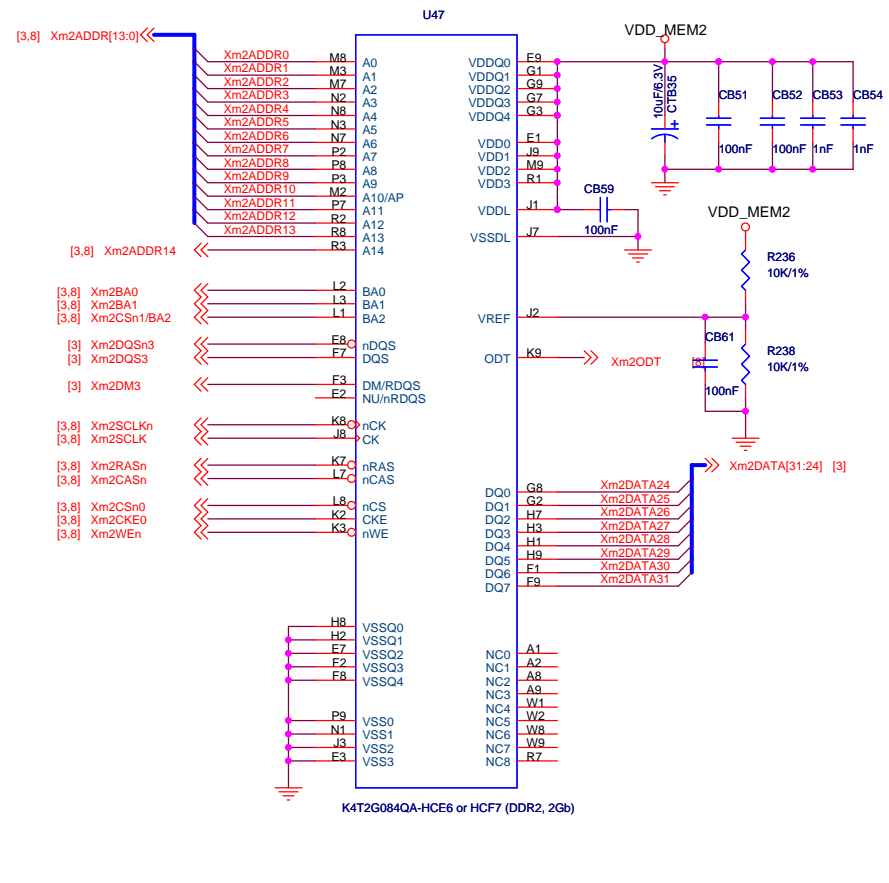 U47
[3,8] Xm2ADDR[13:0]
Xm2ADDR0 M8 A0
Xm2ADDR1 M3 A1
Xm2ADDR2 M7 A2
Xm2ADDR3 N2 A3
Xm2ADDR4 N8 A4
Xm2ADDR5 N3 A5
Xm2ADDR6 N7 A6
Xm2ADDR7 P2 A7
Xm2ADDR8 P8 A8
Xm2ADDR9 P3 A9
Xm2ADDR10 M2 A10/AP
Xm2ADDR11 P7 A11
Xm2ADDR12 R2 A12
Xm2ADDR13 R8 A13
[3,8] Xm2ADDR14 R3 A14
[3,8] Xm2BA0 L2 BA0
[3,8] Xm2BA1 L3 BA1
[3,8] Xm2CSn1/BA2 L1 BA2
[3] Xm2DQSn3 E8 nDQS
[3] Xm2DQS3 F7 DQS
[3] Xm2DM3 F3 DM/RDQS
E2 NU/nRDQS
[3,8] Xm2SCLKn K8 nCK
[3,8] Xm2SCLK J8 CK
[3,8] Xm2RASn K7 nRAS
[3,8] Xm2CASn L7 nCAS
[3,8] Xm2CSn0 L8 nCS
[3,8] Xm2CKE0 K2 CKE
[3,8] Xm2WEn K3 nWE
H8 VSSQ0
H2 VSSQ1
E7 VSSQ2
F2 VSSQ3
F8 VSSQ4
P9 VSS0
N1 VSS1
J3 VSS2
E3 VSS3
VDDQ0 E9
VDDQ1 G1
VDDQ2 G9
VDDQ3 G7
VDDQ4 G3
VDD0 E1
VDD1 J9
VDD2 M9
VDD3 R1
VDDL J1
VSSDL J7
VREF J2
ODT K9 Xm2ODT [8]
DQ0 G8 Xm2DATA24
DQ1 G2 Xm2DATA25
DQ2 H7 Xm2DATA26
DQ3 H3 Xm2DATA27
DQ4 H1 Xm2DATA28
DQ5 H9 Xm2DATA29
DQ6 F1 Xm2DATA30
DQ7 F9 Xm2DATA31
Xm2DATA[31:24] [3]
NC0 A1
NC1 A2
NC2 A8
NC3 A9
NC4 W1
NC5 W2
NC6 W8
NC7 W9
NC8 R7
VDD_MEM2
10uF/6.3V
CTB35
+
CB51 CB52 CB53 CB54
100nF 100nF 1nF 1nF
CB59
100nF
VDD_MEM2
R236
10K/1%
CB61
100nF
R238
10K/1%
K4T2G084QA-HCE6 or HCF7 (DDR2, 2Gb)